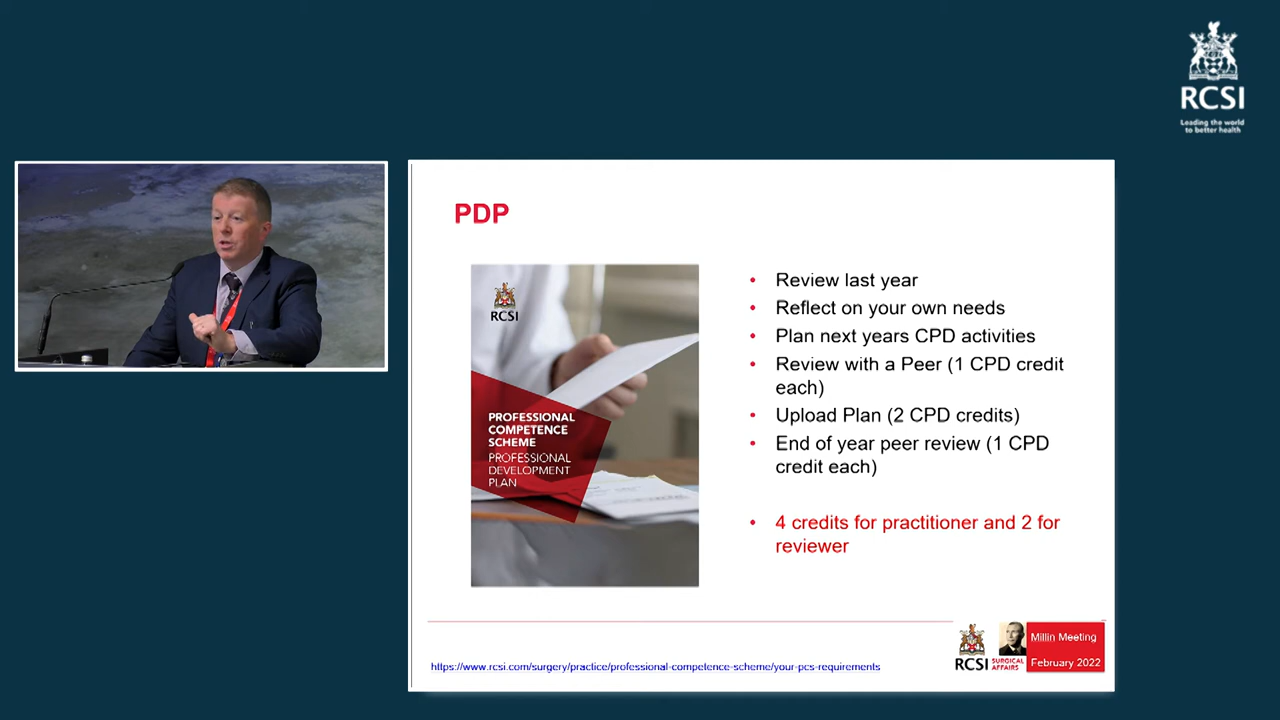 RCSI
Leading the world
to better health
PDP
RCSI
PROFESSIONAL
COMPETENCE
SCHEME
PROFESSIONAL
DEVELOPMENT
PLAN
• Review last year
• Reflect on your own needs
• Plan next years CPD activities
• Review with a Peer (1 CPD credit
each)
• Upload Plan (2 CPD credits)
• End of year peer review (1 CPD
credit each)
• 4 credits for practitioner and 2 for
reviewer
https://www.rcsi.com/surgery/practice/professional-competence-scheme/your-pcs-requirements
RCSI
SURGICAL
AFFAIRS
Millin Meeting
February 2022